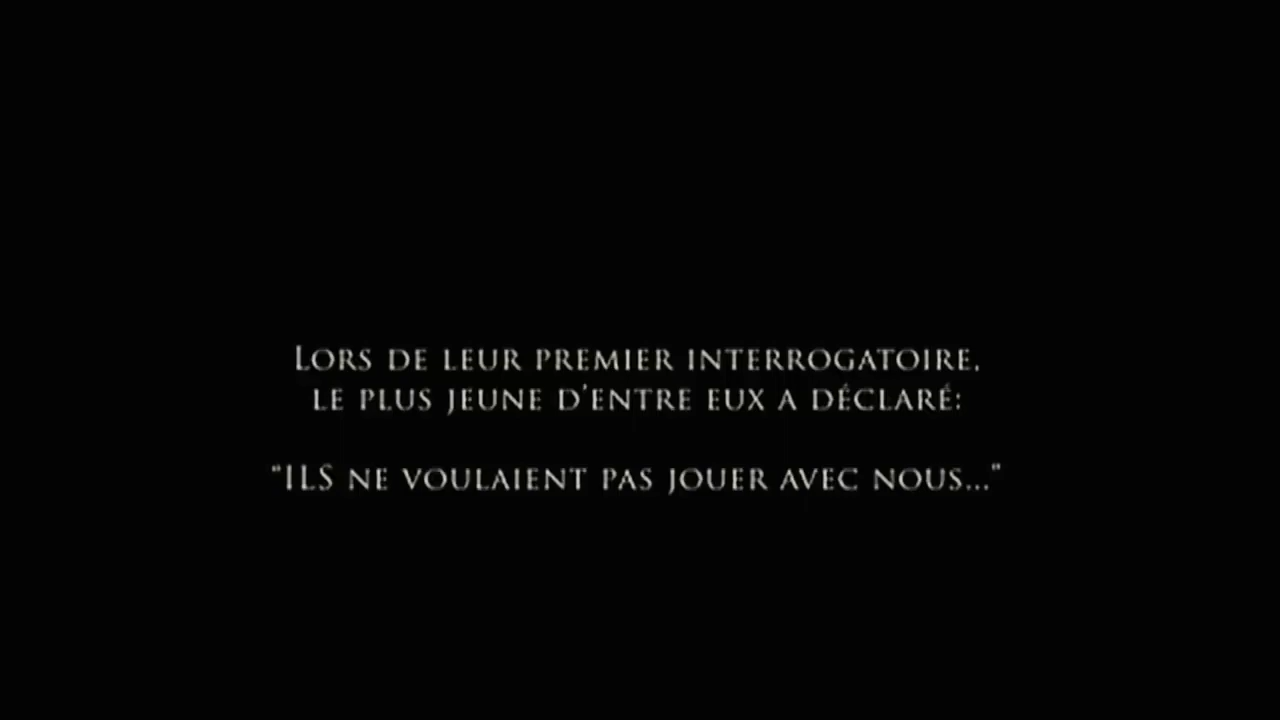 Lors de leur premier interrogatoire,
le plus jeune d'entre eux a déclaré:
"ILS ne voulaient pas jouer avec nous..."